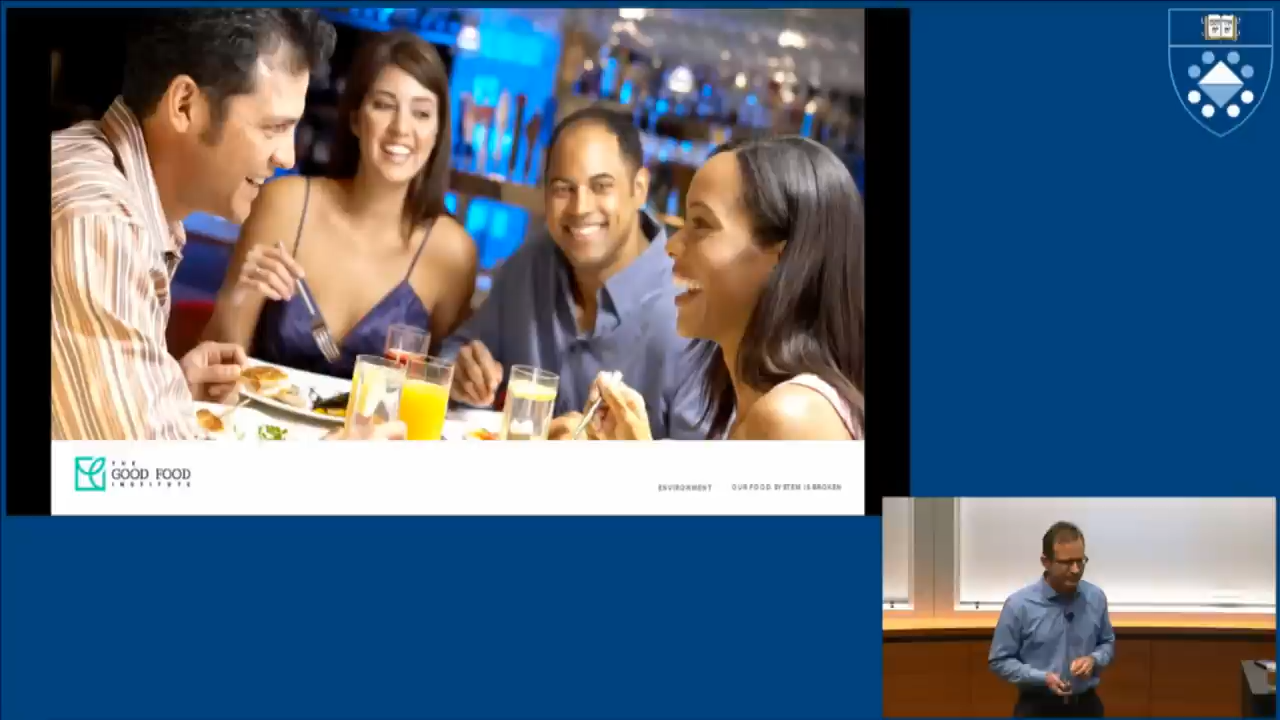 THE
GOOD FOOD
INSTITUTE
ENVIRONMENT OUR FOOD SYSTEM IS BROKEN